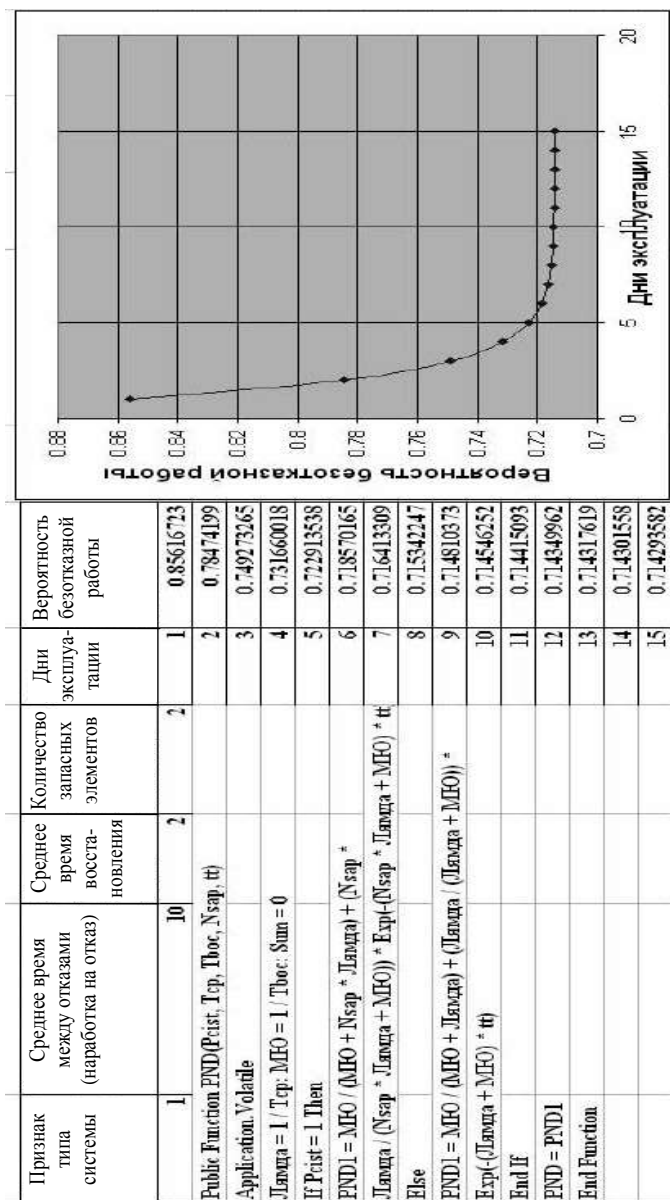 Признак
типа
системы
Среднее время
между отказами
(наработка на отказ)
Среднее
время
восста-
новления
Количество
запасных
элементов
Дни
эксплуа-
тации
Вероятность
безотказной
работы
1 10 2 2 1 0.85616723
Public Function PND(Pcist, Tcp, Tboc, Nsap, tt) 2 0.78474199
Application.Volatile 3 0.749273265
Лямда = 1 / Tcp: МЮ = 1 / Tboc: Sum = 0 4 0.731660018
If Pcist = 1 Then 5 0.722913538
PND1 = МЮ / (МЮ + Nsap * Лямда) + (Nsap * 6 0.718570165
Лямда / (Nsap * Лямда + МЮ)) * Exp(-(Nsap * Лямда + МЮ) * tt) 7 0.716413309
Else 8 0.715342247
PND1 = МЮ / (МЮ + Лямда) + (Лямда / (Лямда + МЮ)) * 9 0.714810373
Exp(-(Лямда + МЮ) * tt) 10 0.714546252
End If 11 0.714415093
PND = PND1 12 0.714349962
End Function 13 0.714317619
14 0.714301558
15 0.714293582
Вероятность безотказной работы
0.88
0.86
0.84
0.82
0.8
0.78
0.76
0.74
0.72
0.7
0 5 10 15 20
Дни эксплуатации